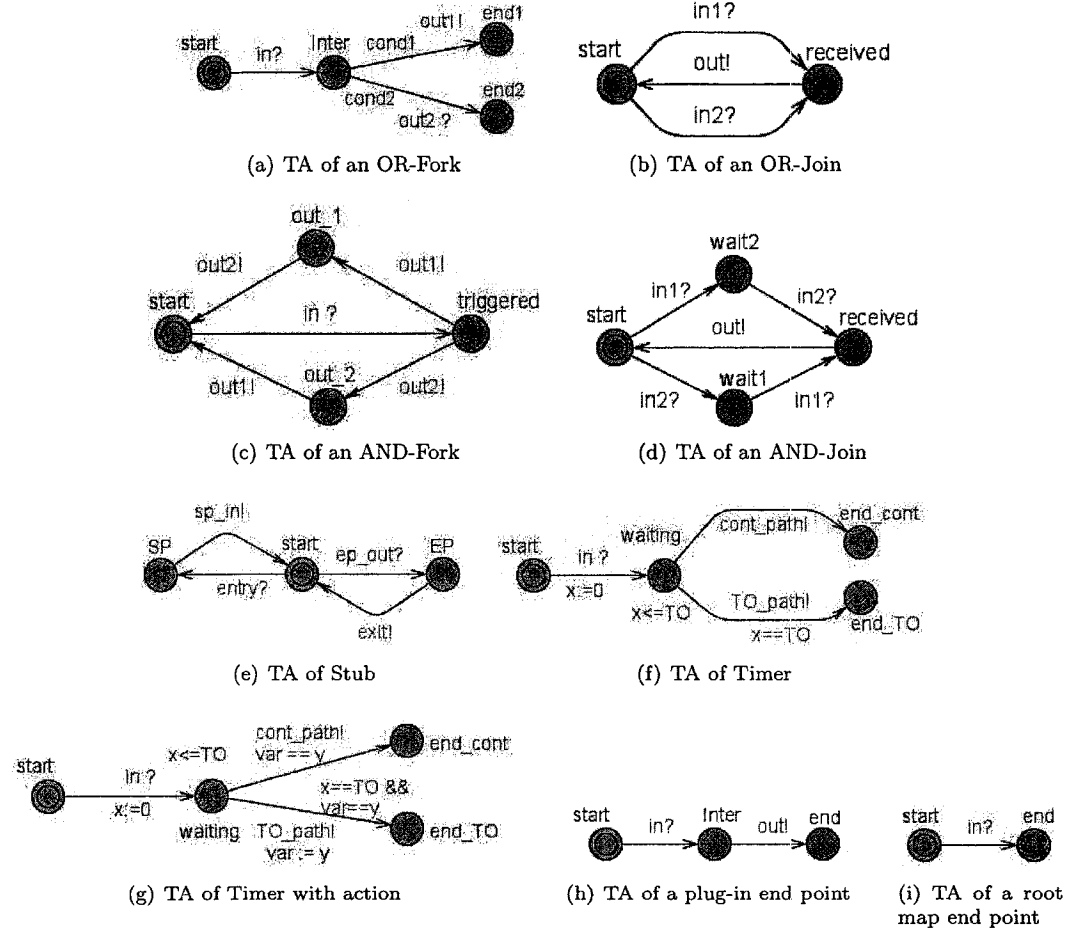 start
in?
Inter
cond1
out1!
end1
cond2
out2 ?
end2
(a) TA of an OR-Fork
in1?
start
out!
received
in2?
(b) TA of an OR-Join
out_1
out2!
out1!
start
in ?
triggered
out1!
out_2
out2!
(c) TA of an AND-Fork
wait2
in1?
in2?
start
out!
received
wait1
in2?
in1?
(d) TA of an AND-Join
sp_in!
SP
start
ep_out?
EP
entry?
exit!
(e) TA of Stub
start
in ?
x:=0
waiting
x<=TO
cont_path!
end_cont
TO_path!
x==TO
end_TO
(f) TA of Timer
start
in ?
x:=0
x<=TO
waiting
cont_path!
var == y
end_cont
x==TO &&
var==y
TO_path!
var := y
end_TO
(g) TA of Timer with action
start
in?
Inter
out!
end
(h) TA of a plug-in end point
start
in?
end
(i) TA of a root
map end point